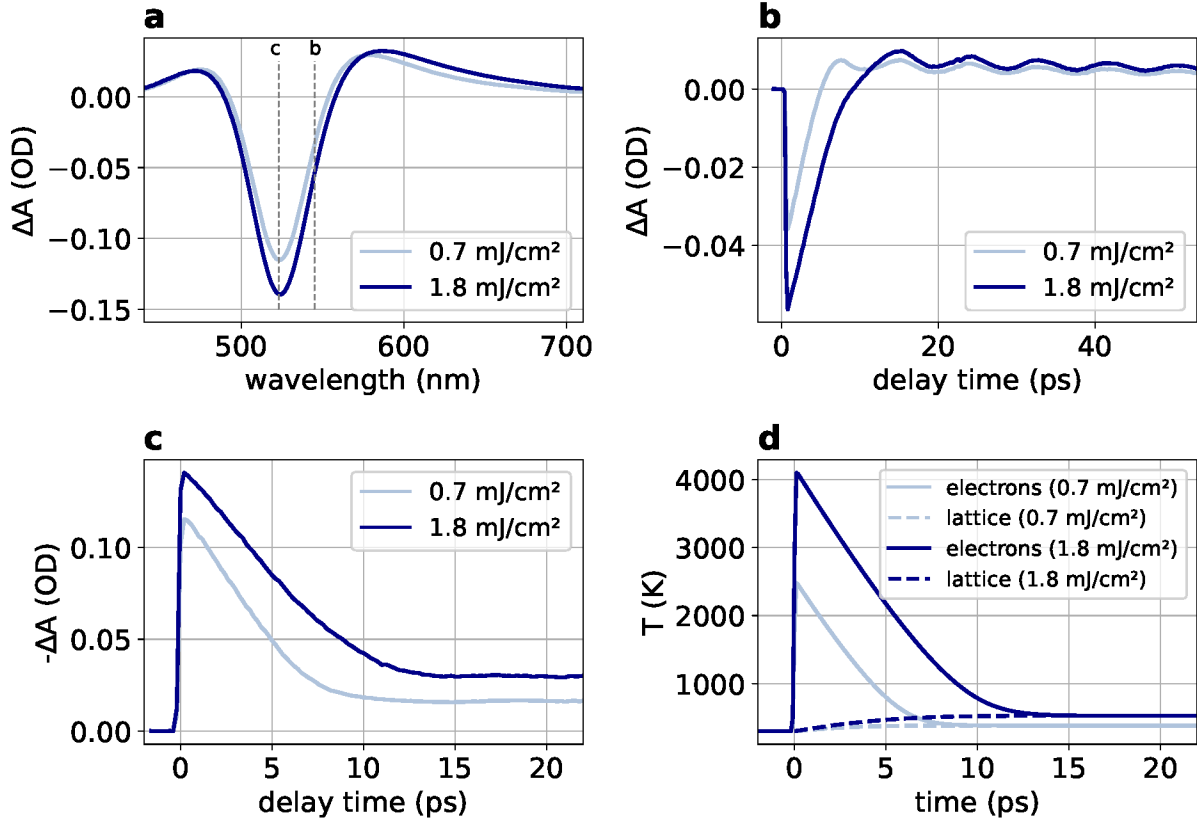 a
c
b
0.00
−0.05
−0.10
−0.15
ΔA (OD)
0.7 mJ/cm²
1.8 mJ/cm²
500
600
700
wavelength (nm)
b
0.00
−0.02
−0.04
ΔA (OD)
0.7 mJ/cm²
1.8 mJ/cm²
0
20
40
delay time (ps)
c
0.10
0.05
0.00
-ΔA (OD)
0.7 mJ/cm²
1.8 mJ/cm²
0
5
10
15
20
delay time (ps)
d
4000
3000
2000
1000
T (K)
electrons (0.7 mJ/cm²)
lattice (0.7 mJ/cm²)
electrons (1.8 mJ/cm²)
lattice (1.8 mJ/cm²)
0
5
10
15
20
time (ps)